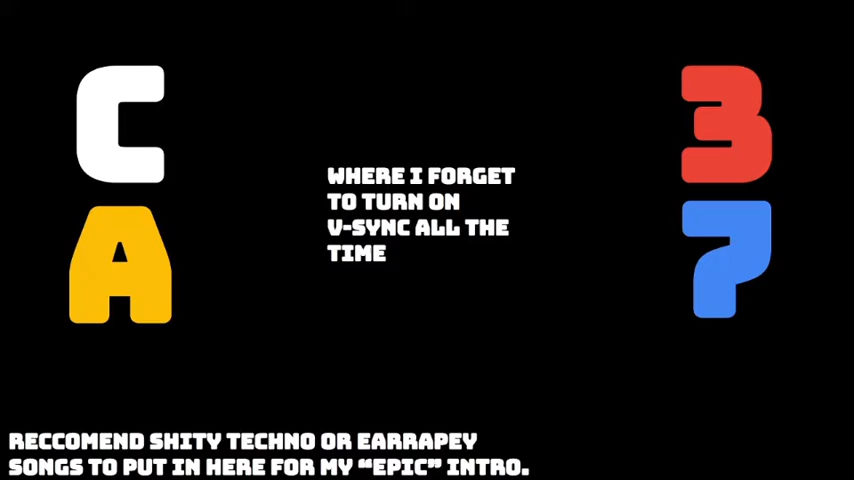 C
3
A
7
WHERE I FORGET
TO TURN ON
V-SYNC ALL THE
TIME
RECCOMEND SHITY TECHNO OR EARRAPEY
SONGS TO PUT IN HERE FOR MY “EPIC” INTRO.